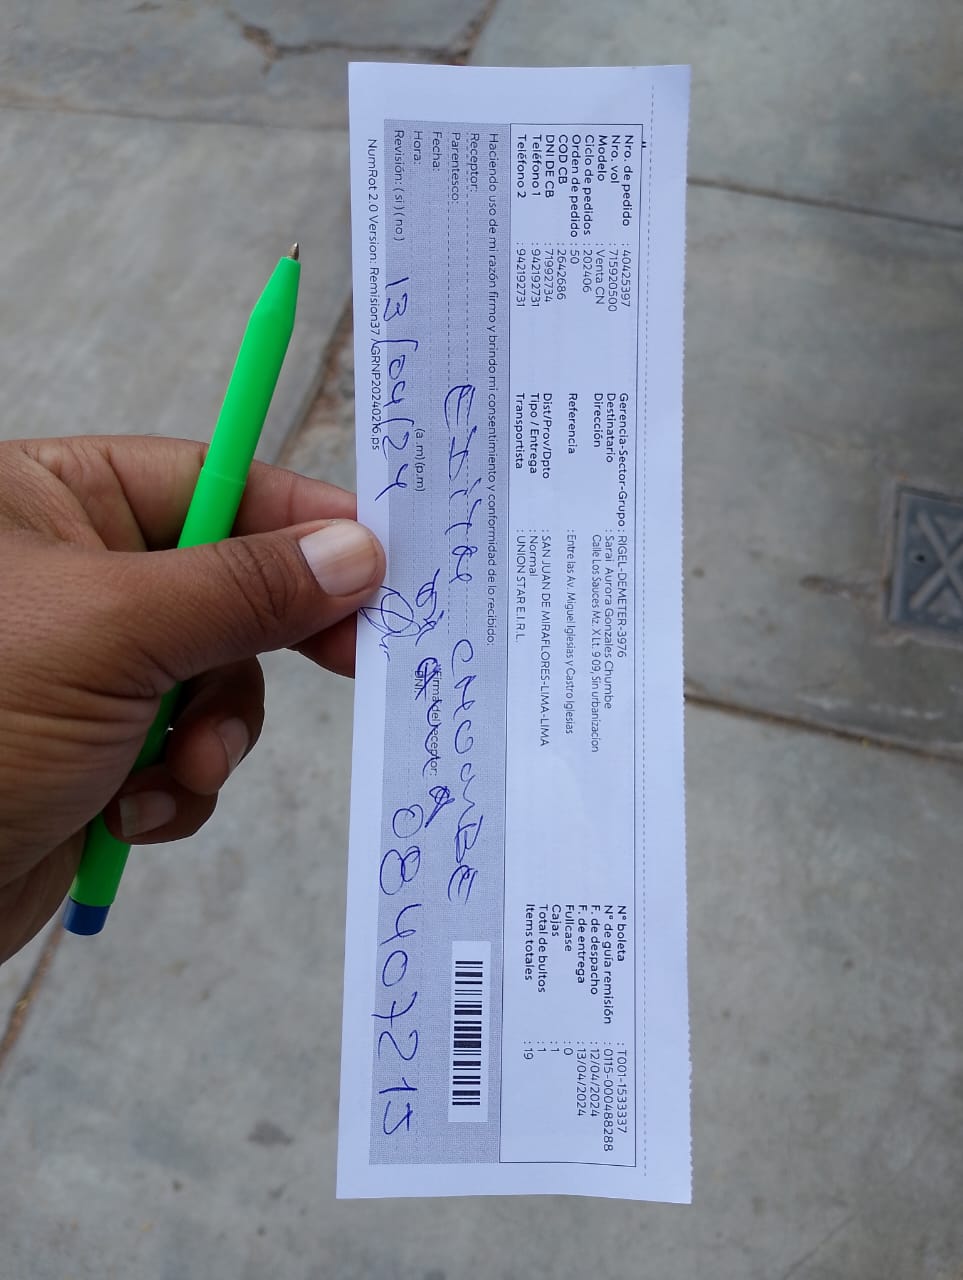 Nro. de pedido : 40425397 Gerencia-Sector-Grupo : RIGEL-DEMETER-3976 N° boleta : T001-1533337
Nro. vol : 715920500 Destinatario : Sarai Aurora Gonzales Chumbe N° de guía remisión : 0115-000488288
Modelo : Venta CN Dirección Calle Los Sauces Mz. X Lt. 9 09, Sin urbanizacion F. de despacho : 12/04/2024
Ciclo de pedidos : 202406 F. de entrega : 13/04/2024
Orden de pedido : 50 Referencia : Entre las Av. Miguel Iglesias y Castro Iglesias Fullcase : 0
COD CB : 2642686 Cajas : 1
DNI DE CB : 71992734 Dist/Prov/Dpto : SAN JUAN DE MIRAFLORES-LIMA-LIMA Total de bultos : 1
Teléfono 1 : 942192731 Tipo / Entrega : Normal Items totales : 19
Teléfono 2 : 942192731 Transportista : UNION STAR E.I.R.L.
Haciendo uso de mi razón firmo y brindo mi consentimiento y conformidad de lo recibido:
Receptor:
Parentesco:
Fecha: Firma del receptor:
Hora: (a.m)(p.m) DNI:
Revisión: (si)(no) 13/04/24 08407215
NumRot 2.0 Version: Remision37